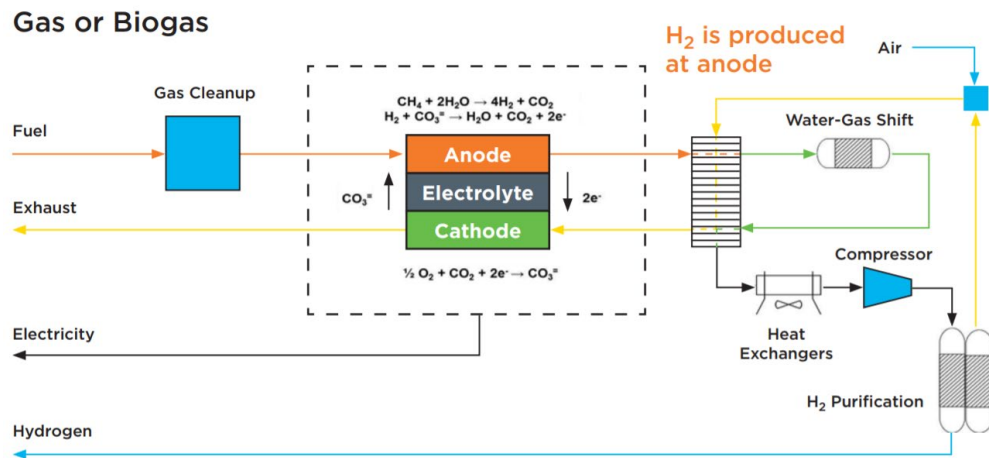 Gas or Biogas
H₂ is produced
at anode
Air
Gas Cleanup
CH₄ + 2H₂O → 4H₂ + CO₂
H₂ + CO₃⁼ → H₂O + CO₂ + 2e⁻
Water-Gas Shift
Fuel
Anode
CO₃⁼
Electrolyte
2e⁻
Exhaust
Cathode
Compressor
½ O₂ + CO₂ + 2e⁻ → CO₃⁼
Electricity
Heat
Exchangers
H₂ Purification
Hydrogen